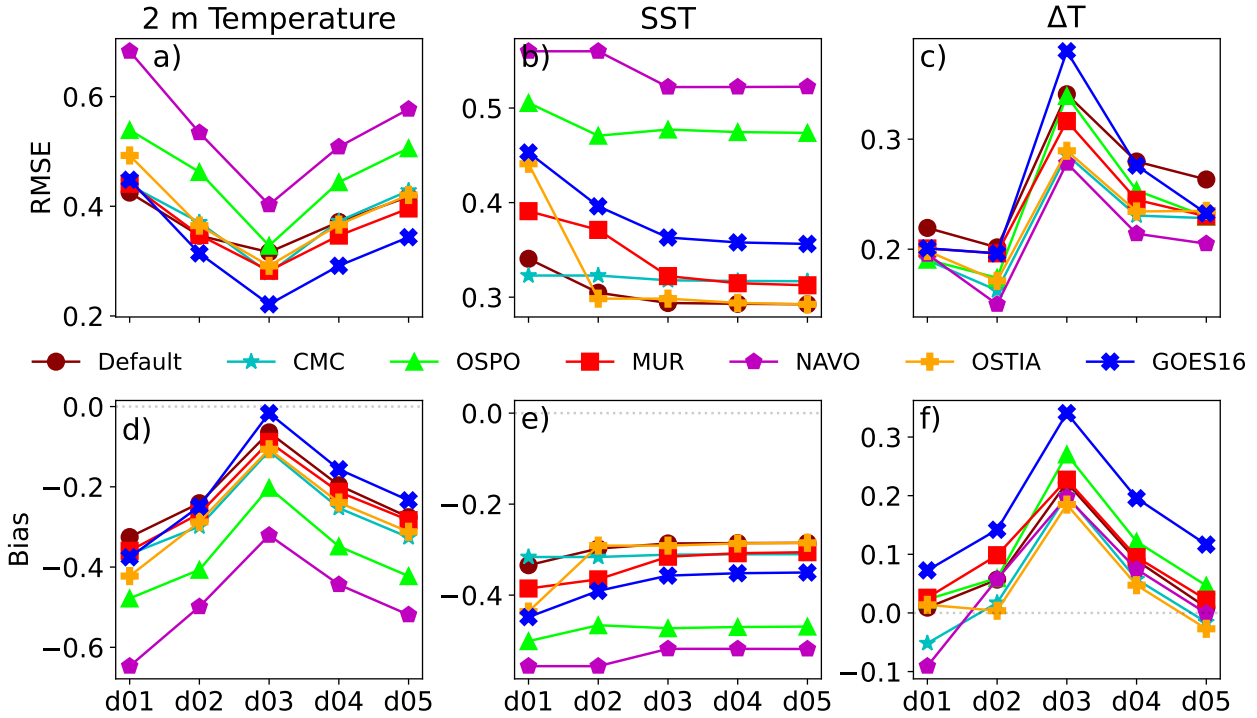 2 m Temperature SST ΔT
a) b) c)
RMSE
0.6
0.4
0.2
0.5
0.4
0.3
0.3
0.2
Default CMC OSPO MUR NAVO OSTIA GOES16
d) e) f)
Bias
0.0
−0.2
−0.4
−0.6
0.0
−0.2
−0.4
0.3
0.2
0.1
0.0
−0.1
d01 d02 d03 d04 d05 d01 d02 d03 d04 d05 d01 d02 d03 d04 d05